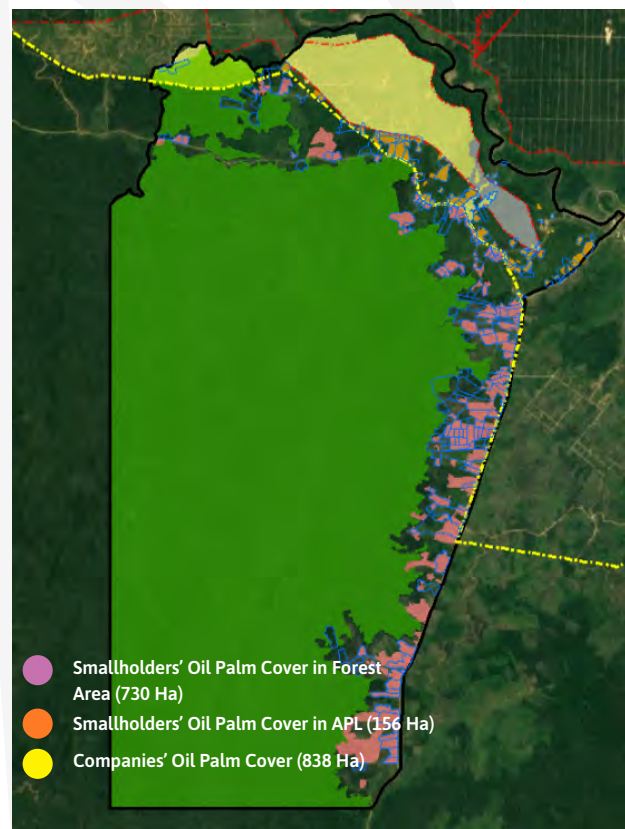 Smallholders' Oil Palm Cover in Forest
Area (730 Ha)
Smallholders' Oil Palm Cover in APL (156 Ha)
Companies' Oil Palm Cover (838 Ha)